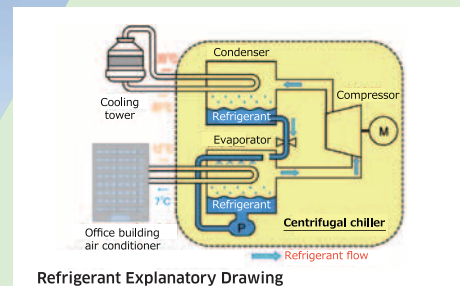 Condenser
Cooling
tower
Compressor
Refrigerant
M
Evaporator
7℃
Refrigerant
P
Centrifugal chiller
Office building
air conditioner
Refrigerant flow
Refrigerant Explanatory Drawing